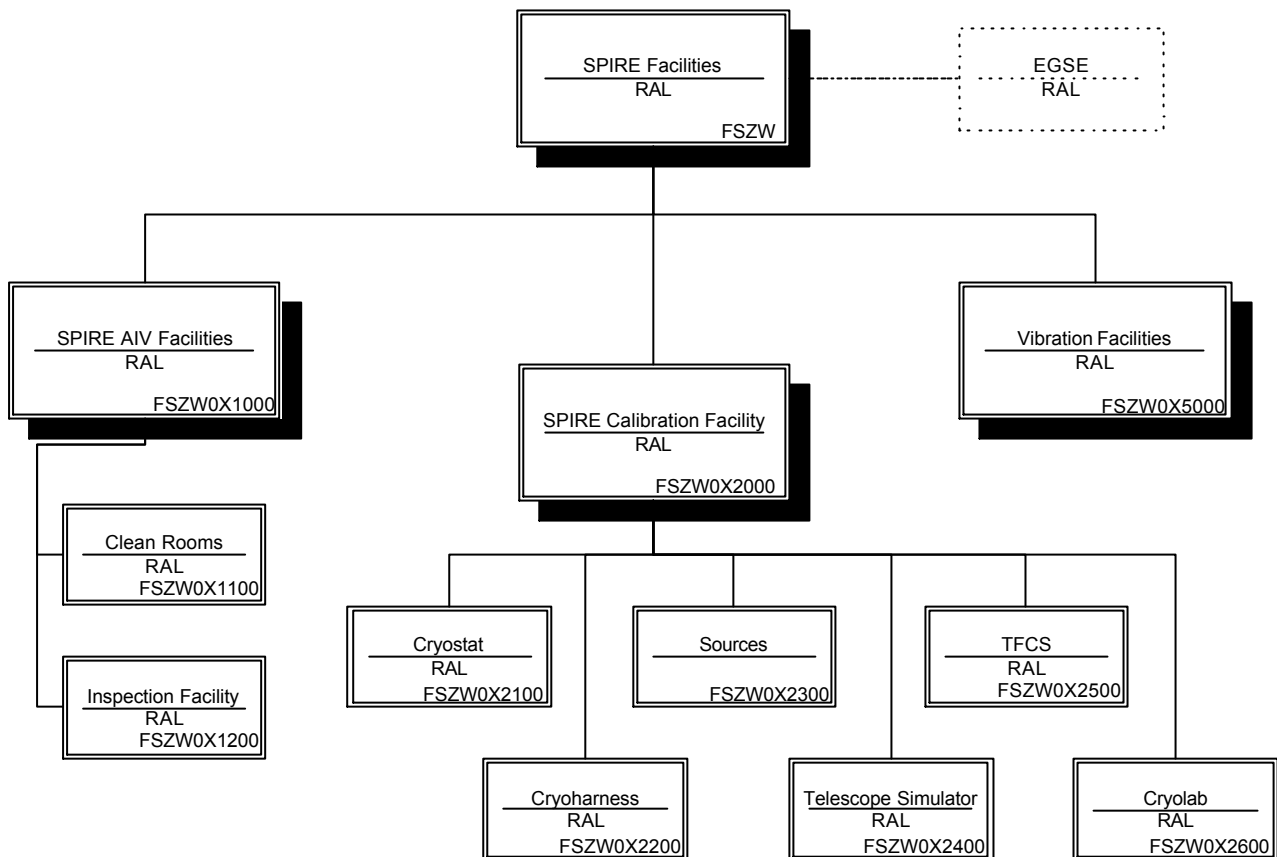 SPIRE Facilities
RAL
FSZW
EGSE
RAL
SPIRE AIV Facilities
RAL
FSZW0X1000
SPIRE Calibration Facility
RAL
FSZW0X2000
Vibration Facilities
RAL
FSZW0X5000
Clean Rooms
RAL
FSZW0X1100
Inspection Facility
RAL
FSZW0X1200
Cryostat
RAL
FSZW0X2100
Sources
FSZW0X2300
TFCS
RAL
FSZW0X2500
Cryoharness
RAL
FSZW0X2200
Telescope Simulator
RAL
FSZW0X2400
Cryolab
RAL
FSZW0X2600